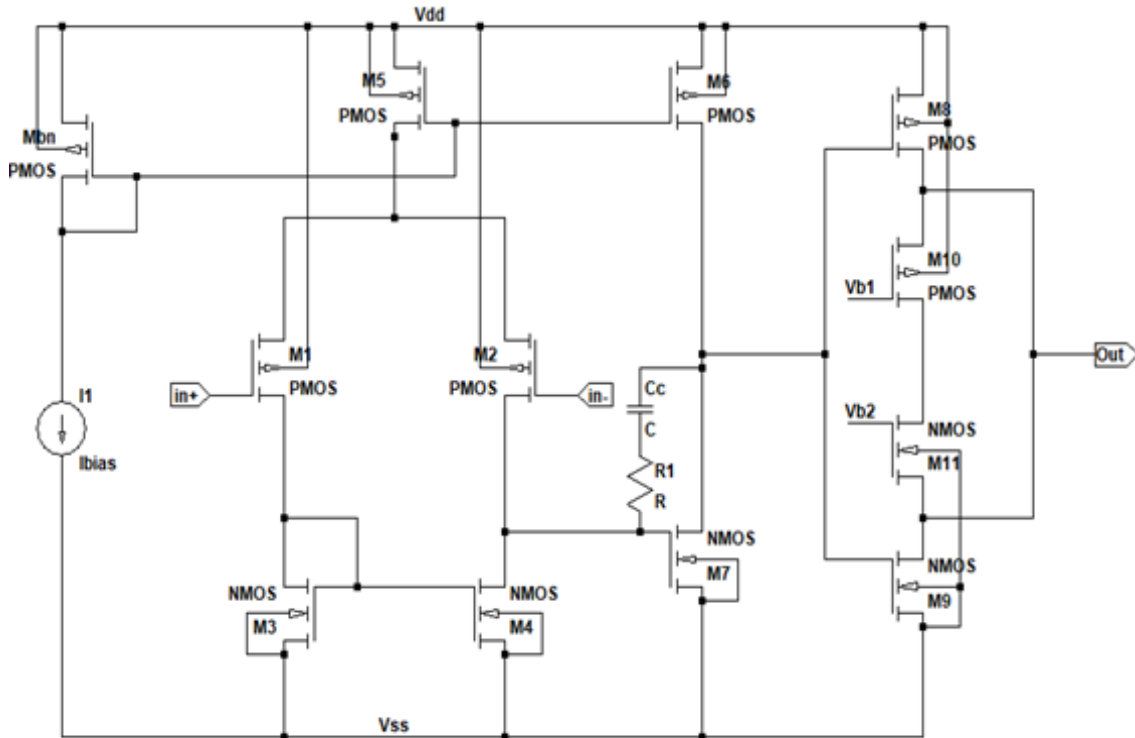 Vdd
M5
PMOS
M6
PMOS
M8
PMOS
Mbn
PMOS
M10
PMOS
Vb1
M1
PMOS
M2
PMOS
in+
in-
Out
I1
Ibias
Cc
C
R1
R
Vb2
NMOS
M11
NMOS
M7
NMOS
M3
NMOS
M4
NMOS
M9
Vss